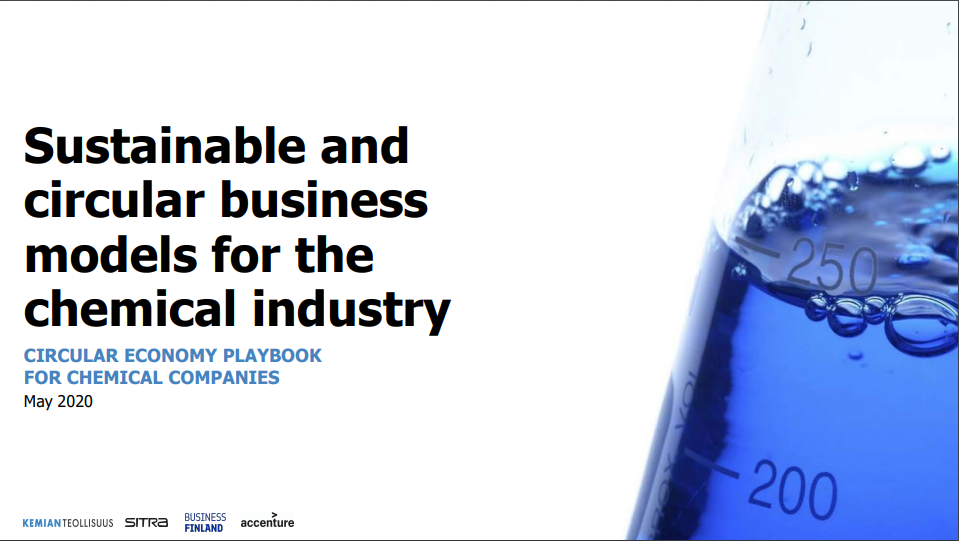 Sustainable and
circular business
models for the
chemical industry
CIRCULAR ECONOMY PLAYBOOK
FOR CHEMICAL COMPANIES
May 2020
250
200
KEMIANTEOLLISUUS SITRA BUSINESS FINLAND accenture